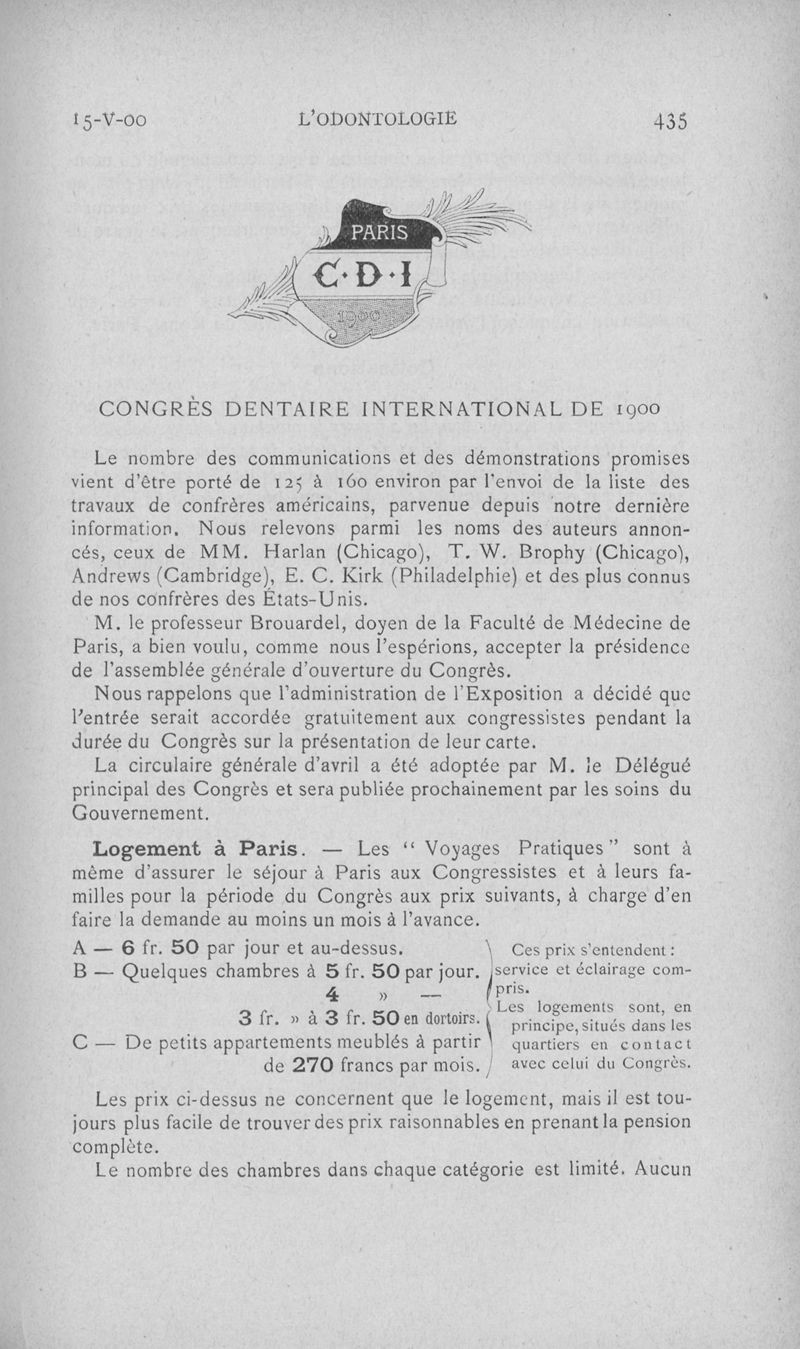 15-V-00 L'ODONTOLOGIE 435
PARIS
C·D·I
1900
CONGRÈS DENTAIRE INTERNATIONAL DE 1900
Le nombre des communications et des démonstrations promises
vient d'être porté de 125 à 160 environ par l'envoi de la liste des
travaux de confrères américains, parvenue depuis notre dernière
information. Nous relevons parmi les noms des auteurs annon-
cés, ceux de MM. Harlan (Chicago), T. W. Brophy (Chicago),
Andrews (Cambridge), E. C. Kirk (Philadelphie) et des plus connus
de nos confrères des États-Unis.
M. le professeur Brouardel, doyen de la Faculté de Médecine de
Paris, a bien voulu, comme nous l'espérions, accepter la présidence
de l'assemblée générale d'ouverture du Congrès.
Nous rappelons que l'administration de l'Exposition a décidé que
l'entrée serait accordée gratuitement aux congressistes pendant la
durée du Congrès sur la présentation de leur carte.
La circulaire générale d'avril a été adoptée par M. le Délégué
principal des Congrès et sera publiée prochainement par les soins du
Gouvernement.
Logement à Paris. — Les “ Voyages Pratiques ” sont à
même d'assurer le séjour à Paris aux Congressistes et à leurs fa-
milles pour la période du Congrès aux prix suivants, à charge d'en
faire la demande au moins un mois à l'avance.
A — 6 fr. 50 par jour et au-dessus.
B — Quelques chambres à 5 fr. 50 par jour.
4 » —
3 fr. » à 3 fr. 50 en dortoirs.
C — De petits appartements meublés à partir
de 270 francs par mois.
Ces prix s'entendent :
service et éclairage com-
pris.
Les logements sont, en
principe, situés dans les
quartiers en contact
avec celui du Congrès.
Les prix ci-dessus ne concernent que le logement, mais il est tou-
jours plus facile de trouver des prix raisonnables en prenant la pension
complète.
Le nombre des chambres dans chaque catégorie est limité. Aucun